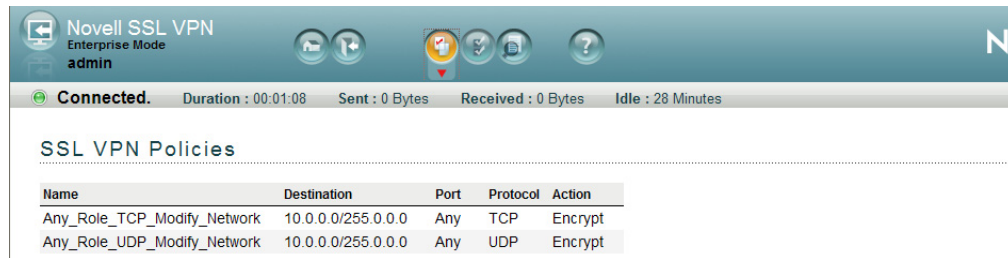 Novell SSL VPN
Enterprise Mode
admin
?
N
Connected. Duration : 00:01:08 Sent : 0 Bytes Received : 0 Bytes Idle : 28 Minutes
SSL VPN Policies
Name Destination Port Protocol Action
Any_Role_TCP_Modify_Network 10.0.0.0/255.0.0.0 Any TCP Encrypt
Any_Role_UDP_Modify_Network 10.0.0.0/255.0.0.0 Any UDP Encrypt